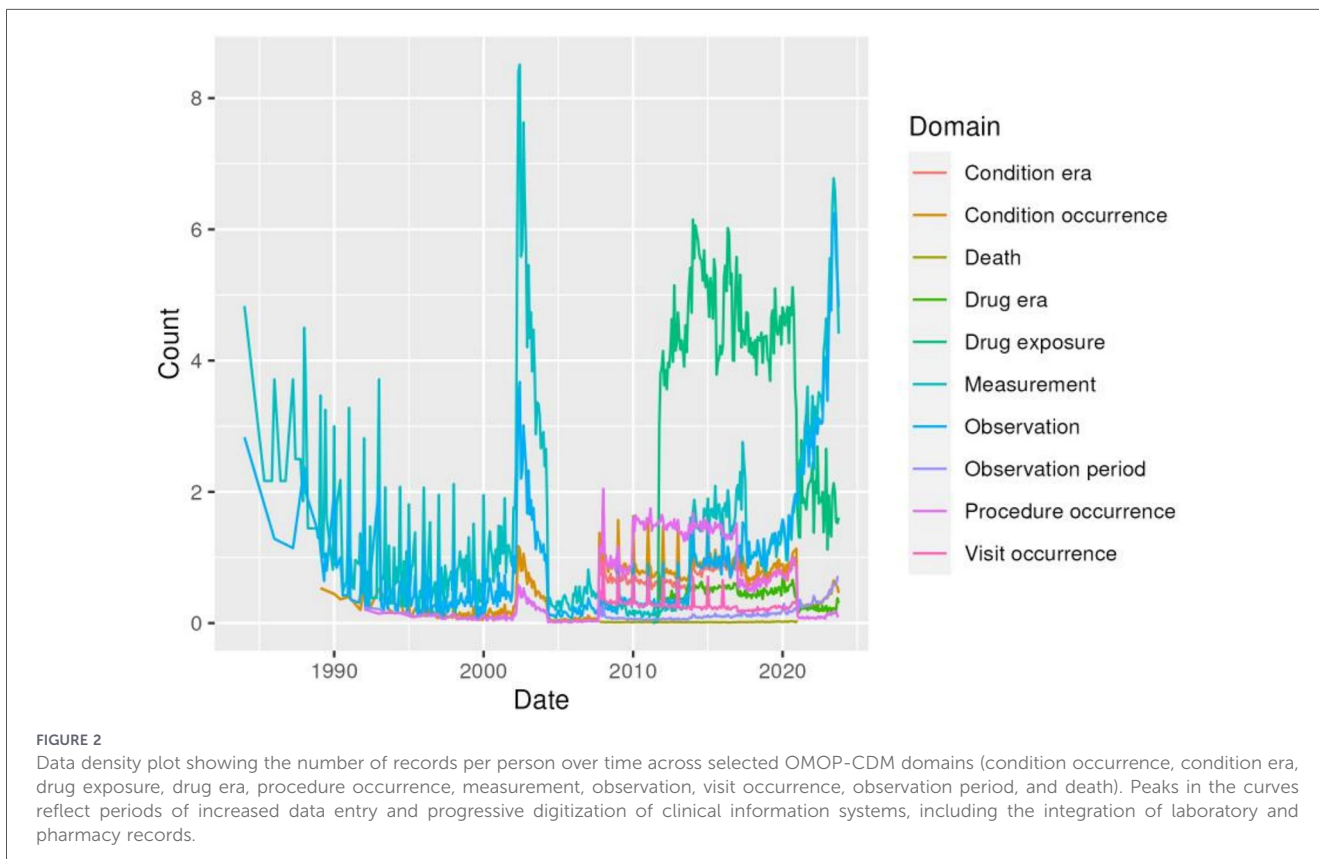 8
6
4
2
0
Count
1990
2000
2010
2020
Date
Domain
Condition era
Condition occurrence
Death
Drug era
Drug exposure
Measurement
Observation
Observation period
Procedure occurrence
Visit occurrence
FIGURE 2
Data density plot showing the number of records per person over time across selected OMOP-CDM domains (condition occurrence, condition era,
drug exposure, drug era, procedure occurrence, measurement, observation, visit occurrence, observation period, and death). Peaks in the curves
reflect periods of increased data entry and progressive digitization of clinical information systems, including the integration of laboratory and
pharmacy records.